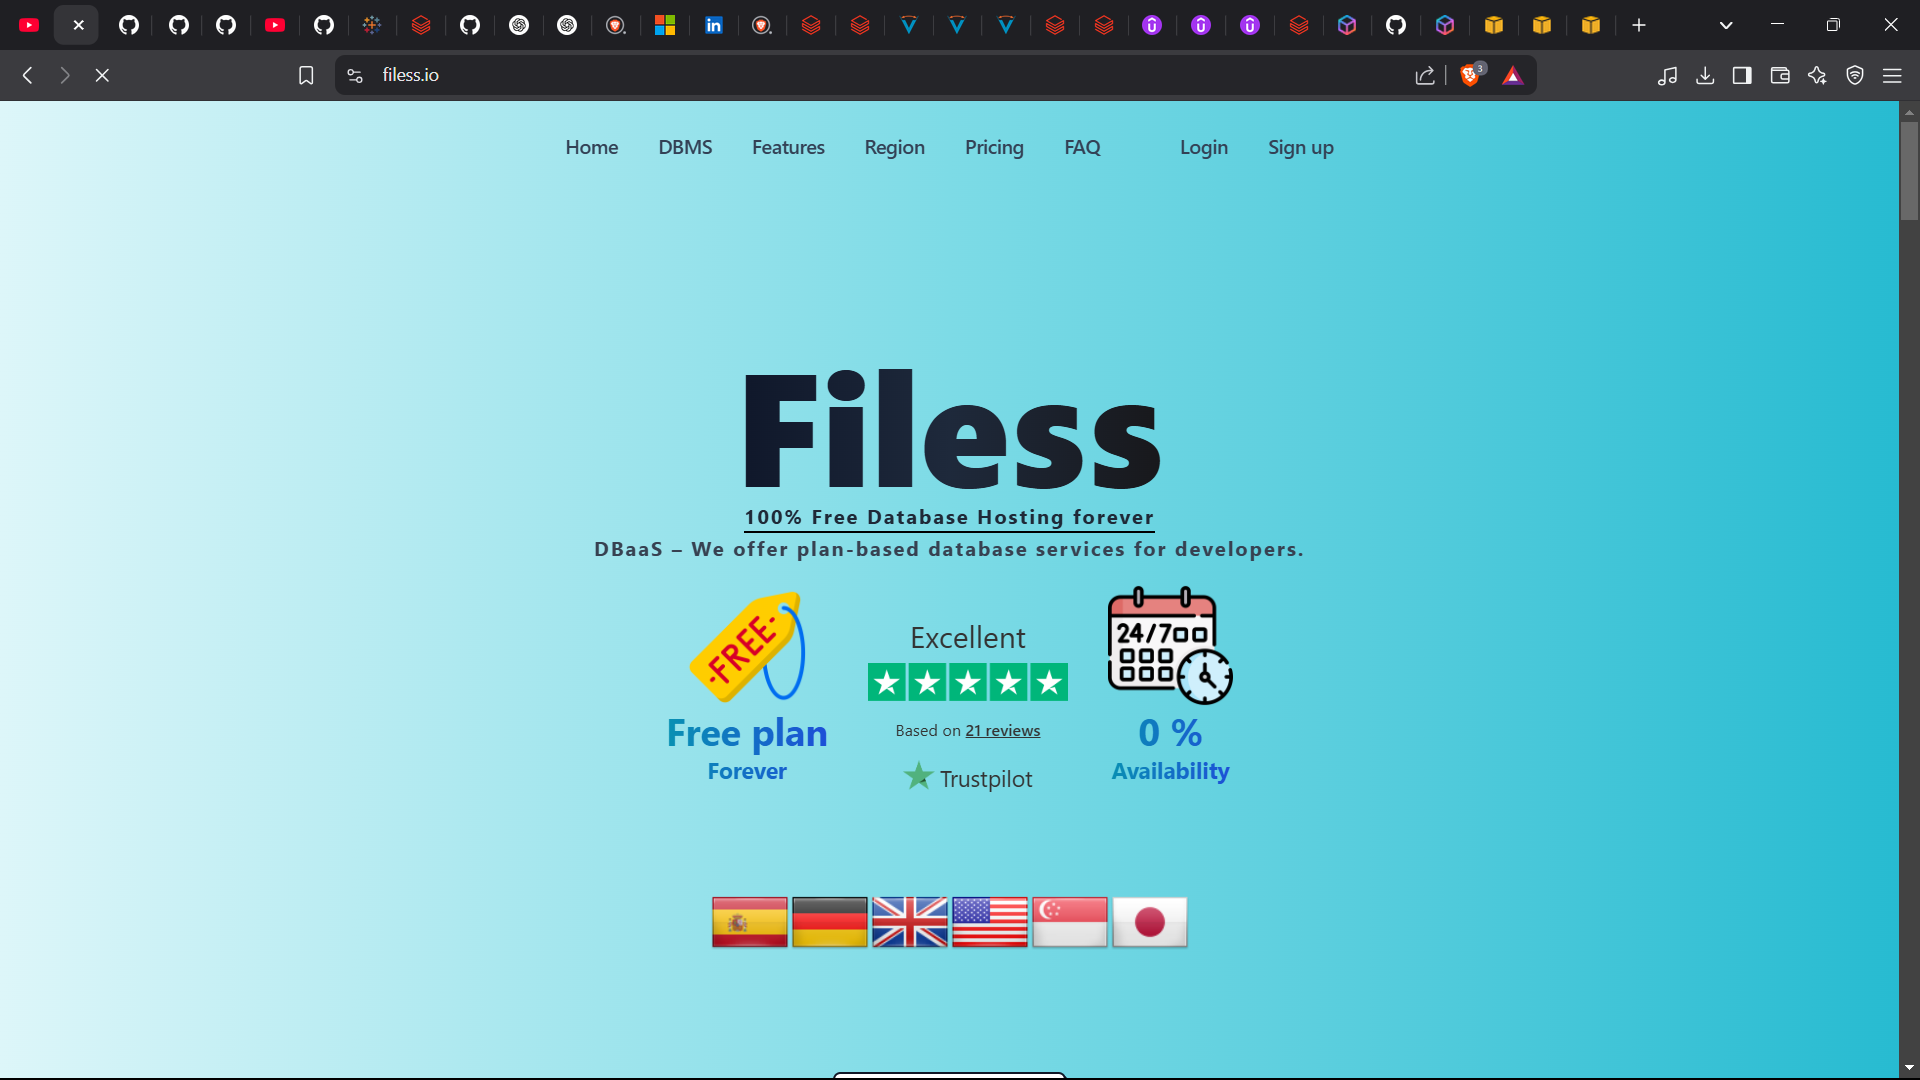 filess.io
3
Home DBMS Features Region Pricing FAQ Login Sign up
Filess
100% Free Database Hosting forever
DBaaS – We offer plan-based database services for developers.
·FREE·
Free plan
Forever
Excellent
Based on 21 reviews
Trustpilot
24/7
0 %
Availability